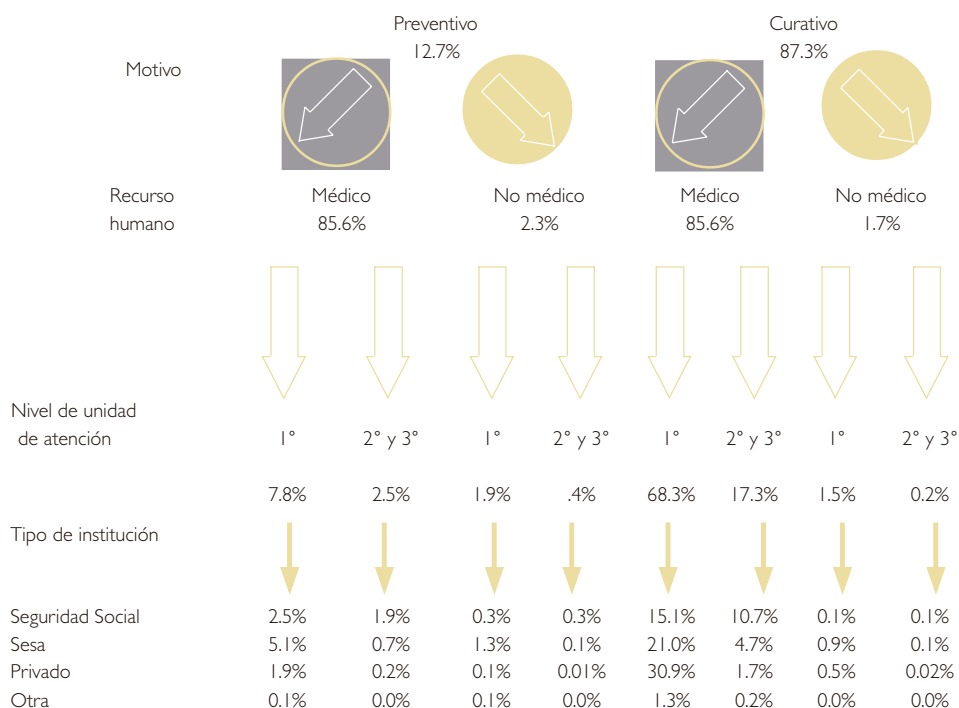 Preventivo Curativo
12.7% 87.3%
Motivo
Recurso Médico No médico Médico No médico
humano 85.6% 2.3% 85.6% 1.7%
Nivel de unidad
de atención 1° 2° y 3° 1° 2° y 3° 1° 2° y 3° 1° 2° y 3°
7.8% 2.5% 1.9% .4% 68.3% 17.3% 1.5% 0.2%
Tipo de institución
Seguridad Social 2.5% 1.9% 0.3% 0.3% 15.1% 10.7% 0.1% 0.1%
Sesa 5.1% 0.7% 1.3% 0.1% 21.0% 4.7% 0.9% 0.1%
Privado 1.9% 0.2% 0.1% 0.01% 30.9% 1.7% 0.5% 0.02%
Otra 0.1% 0.0% 0.1% 0.0% 1.3% 0.2% 0.0% 0.0%